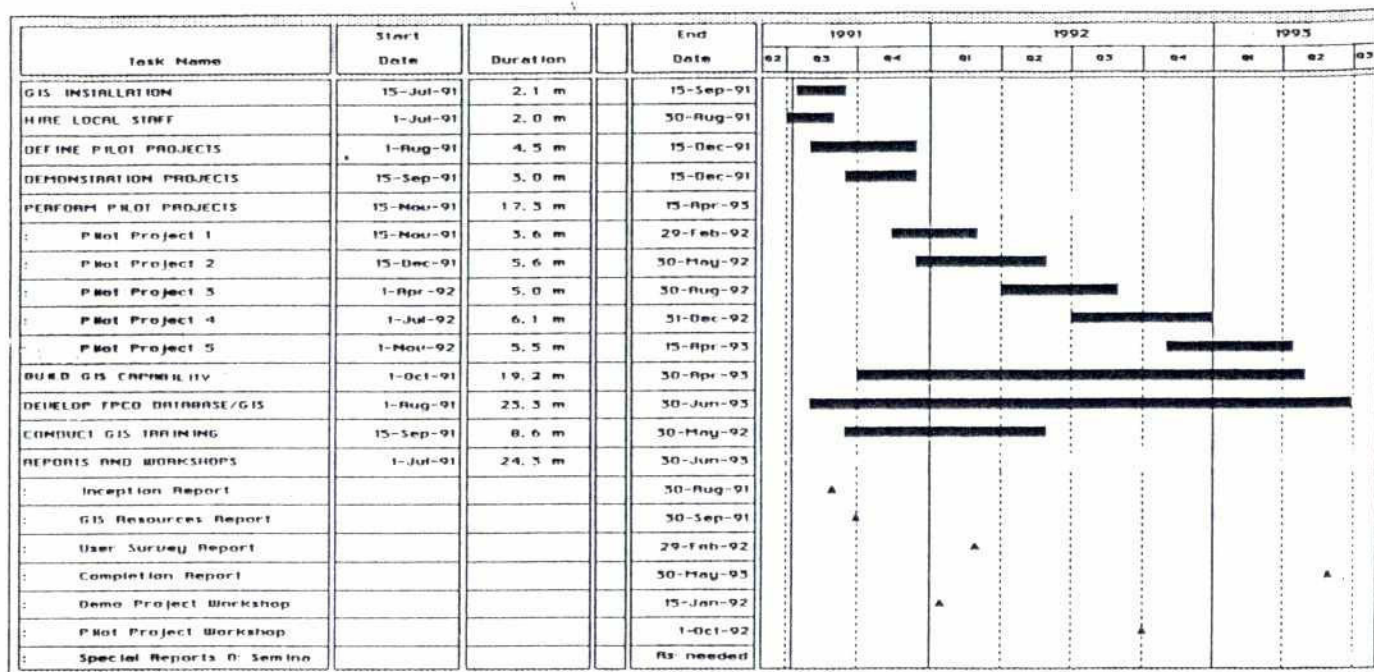 Start End 1991 1992 1993
Task Name Date Duration Date Q2 Q3 Q4 Q1 Q2 Q3 Q4 Q1 Q2 Q3
GIS INSTALLATION 15-Jul-91 2.1 m 15-Sep-91
HIRE LOCAL STAFF 1-Jul-91 2.0 m 30-Aug-91
DEFINE PILOT PROJECTS 1-Aug-91 4.5 m 15-Dec-91
DEMONSTRATION PROJECTS 15-Sep-91 3.0 m 15-Dec-91
PERFORM PILOT PROJECTS 15-Nov-91 17.3 m 15-Apr-93
: Pilot Project 1 15-Nov-91 3.6 m 29-Feb-92
: Pilot Project 2 15-Dec-91 5.6 m 30-May-92
: Pilot Project 3 1-Apr-92 5.0 m 30-Aug-92
: Pilot Project 4 1-Jul-92 6.1 m 31-Dec-92
: Pilot Project 5 1-Nov-92 5.5 m 15-Apr-93
BUILD GIS CAPABILITY 1-Oct-91 19.2 m 30-Apr-93
DEVELOP FPCO DATABASE/GIS 1-Aug-91 23.3 m 30-Jun-93
CONDUCT GIS TRAINING 15-Sep-91 8.6 m 30-May-92
REPORTS AND WORKSHOPS 1-Jul-91 24.3 m 30-Jun-93
: Inception Report 30-Aug-91
: GIS Resources Report 30-Sep-91
: User Survey Report 29-Feb-92
: Completion Report 30-May-93
: Demo Project Workshop 15-Jan-92
: Pilot Project Workshop 1-Oct-92
: Special Reports & Semina As needed